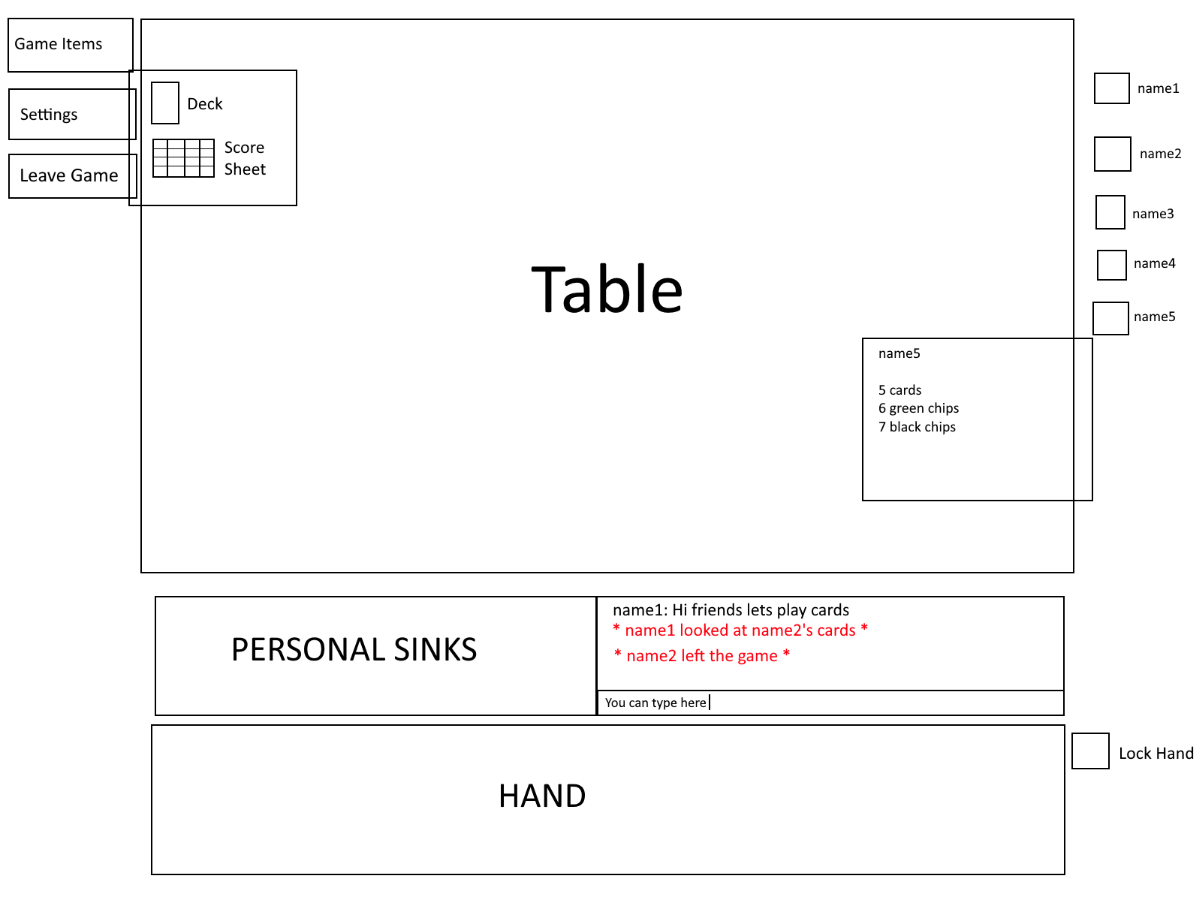 Game Items
Settings
Leave Game
Deck
Score
Sheet
Table
name1
name2
name3
name4
name5
name5
5 cards
6 green chips
7 black chips
PERSONAL SINKS
name1: Hi friends lets play cards
* name1 looked at name2's cards *
* name2 left the game *
You can type here
HAND
Lock Hand